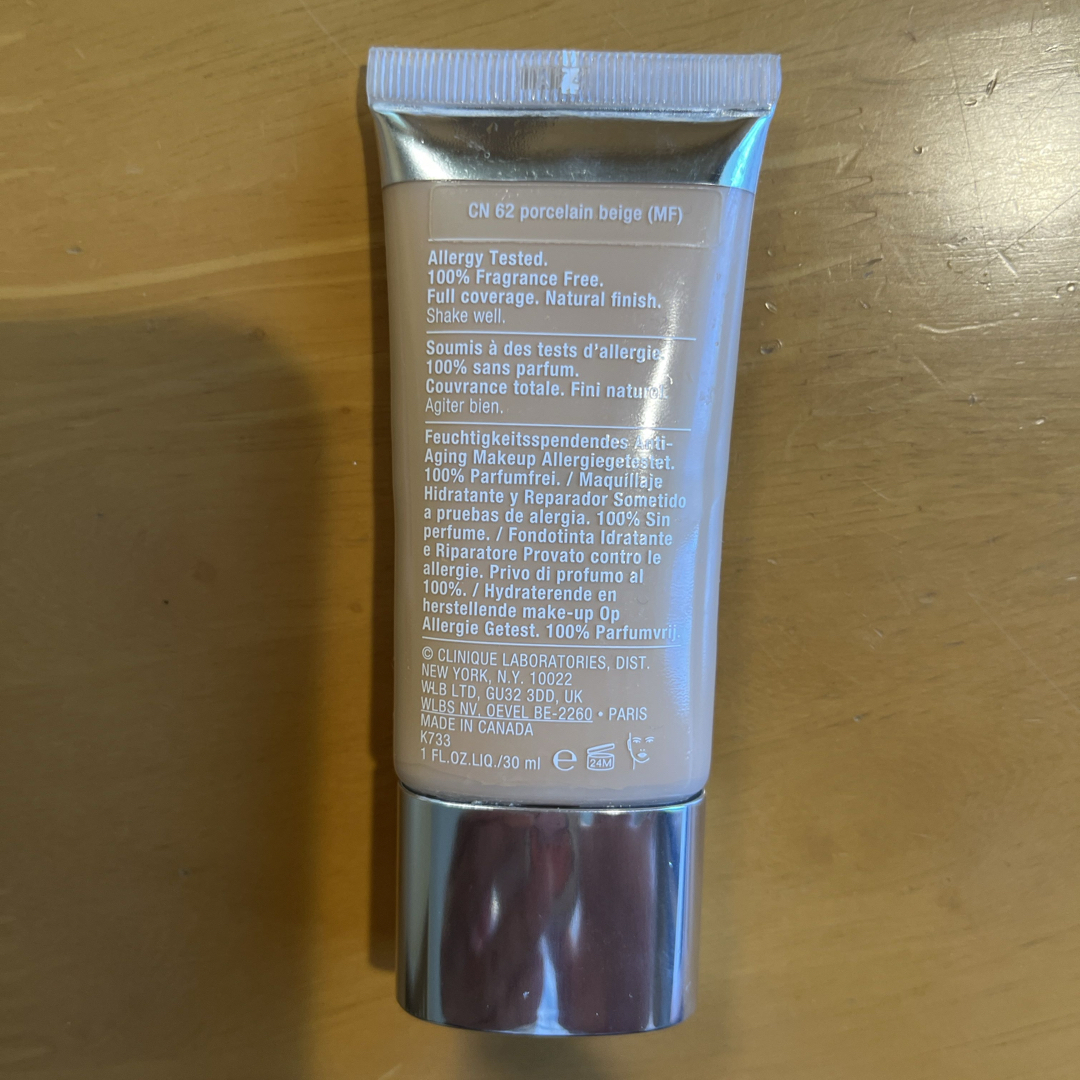 CN 62 porcelain beige (MF)
Allergy Tested.
100% Fragrance Free.
Full coverage. Natural finish.
Shake well.
Soumis à des tests d'allergie.
100% sans parfum.
Couvrance totale. Fini naturel.
Agiter bien.
Feuchtigkeitsspendendes Anti-
Aging Makeup Allergiegetestet.
100% Parfumfrei. / Maquillaje
Hidratante y Reparador Sometido
a pruebas de alergia. 100% Sin
perfume. / Fondotinta Idratante
e Riparatore Provato contro le
allergie. Privo di profumo al
100%. / Hydraterende en
herstellende make-up Op
Allergie Getest. 100% Parfumvrij.
© CLINIQUE LABORATORIES, DIST.
NEW YORK, N.Y. 10022
WLB LTD, GU32 3DD, UK
WLBS NV, OEVEL BE-2260 • PARIS
MADE IN CANADA
K733
1 FL.OZ.LIQ./30 ml e 24M